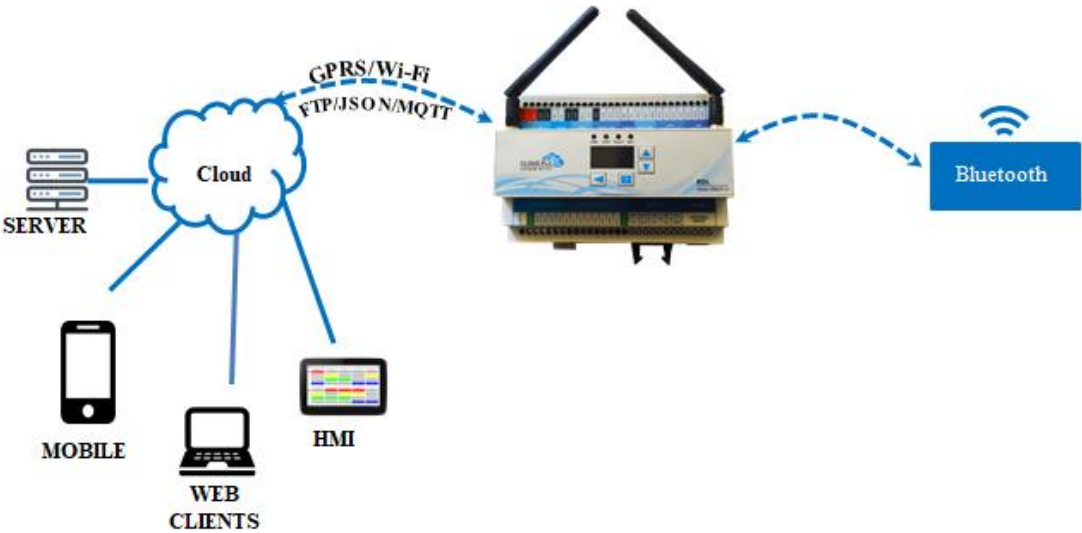 GPRS/Wi-Fi
FTP/JSON/MQTT
Cloud
Bluetooth
SERVER
MOBILE
HMI
WEB
CLIENTS